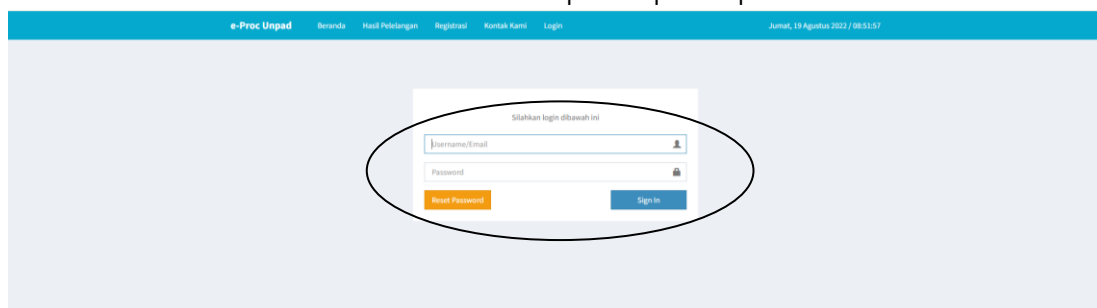 e-Proc Unpad Beranda Hasil Pelelangan Registrasi Kontak Kami Login Jumat, 19 Agustus 2022 / 08:51:57
Silahkan login dibawah ini
Username/Email
Password
Reset Password Sign In